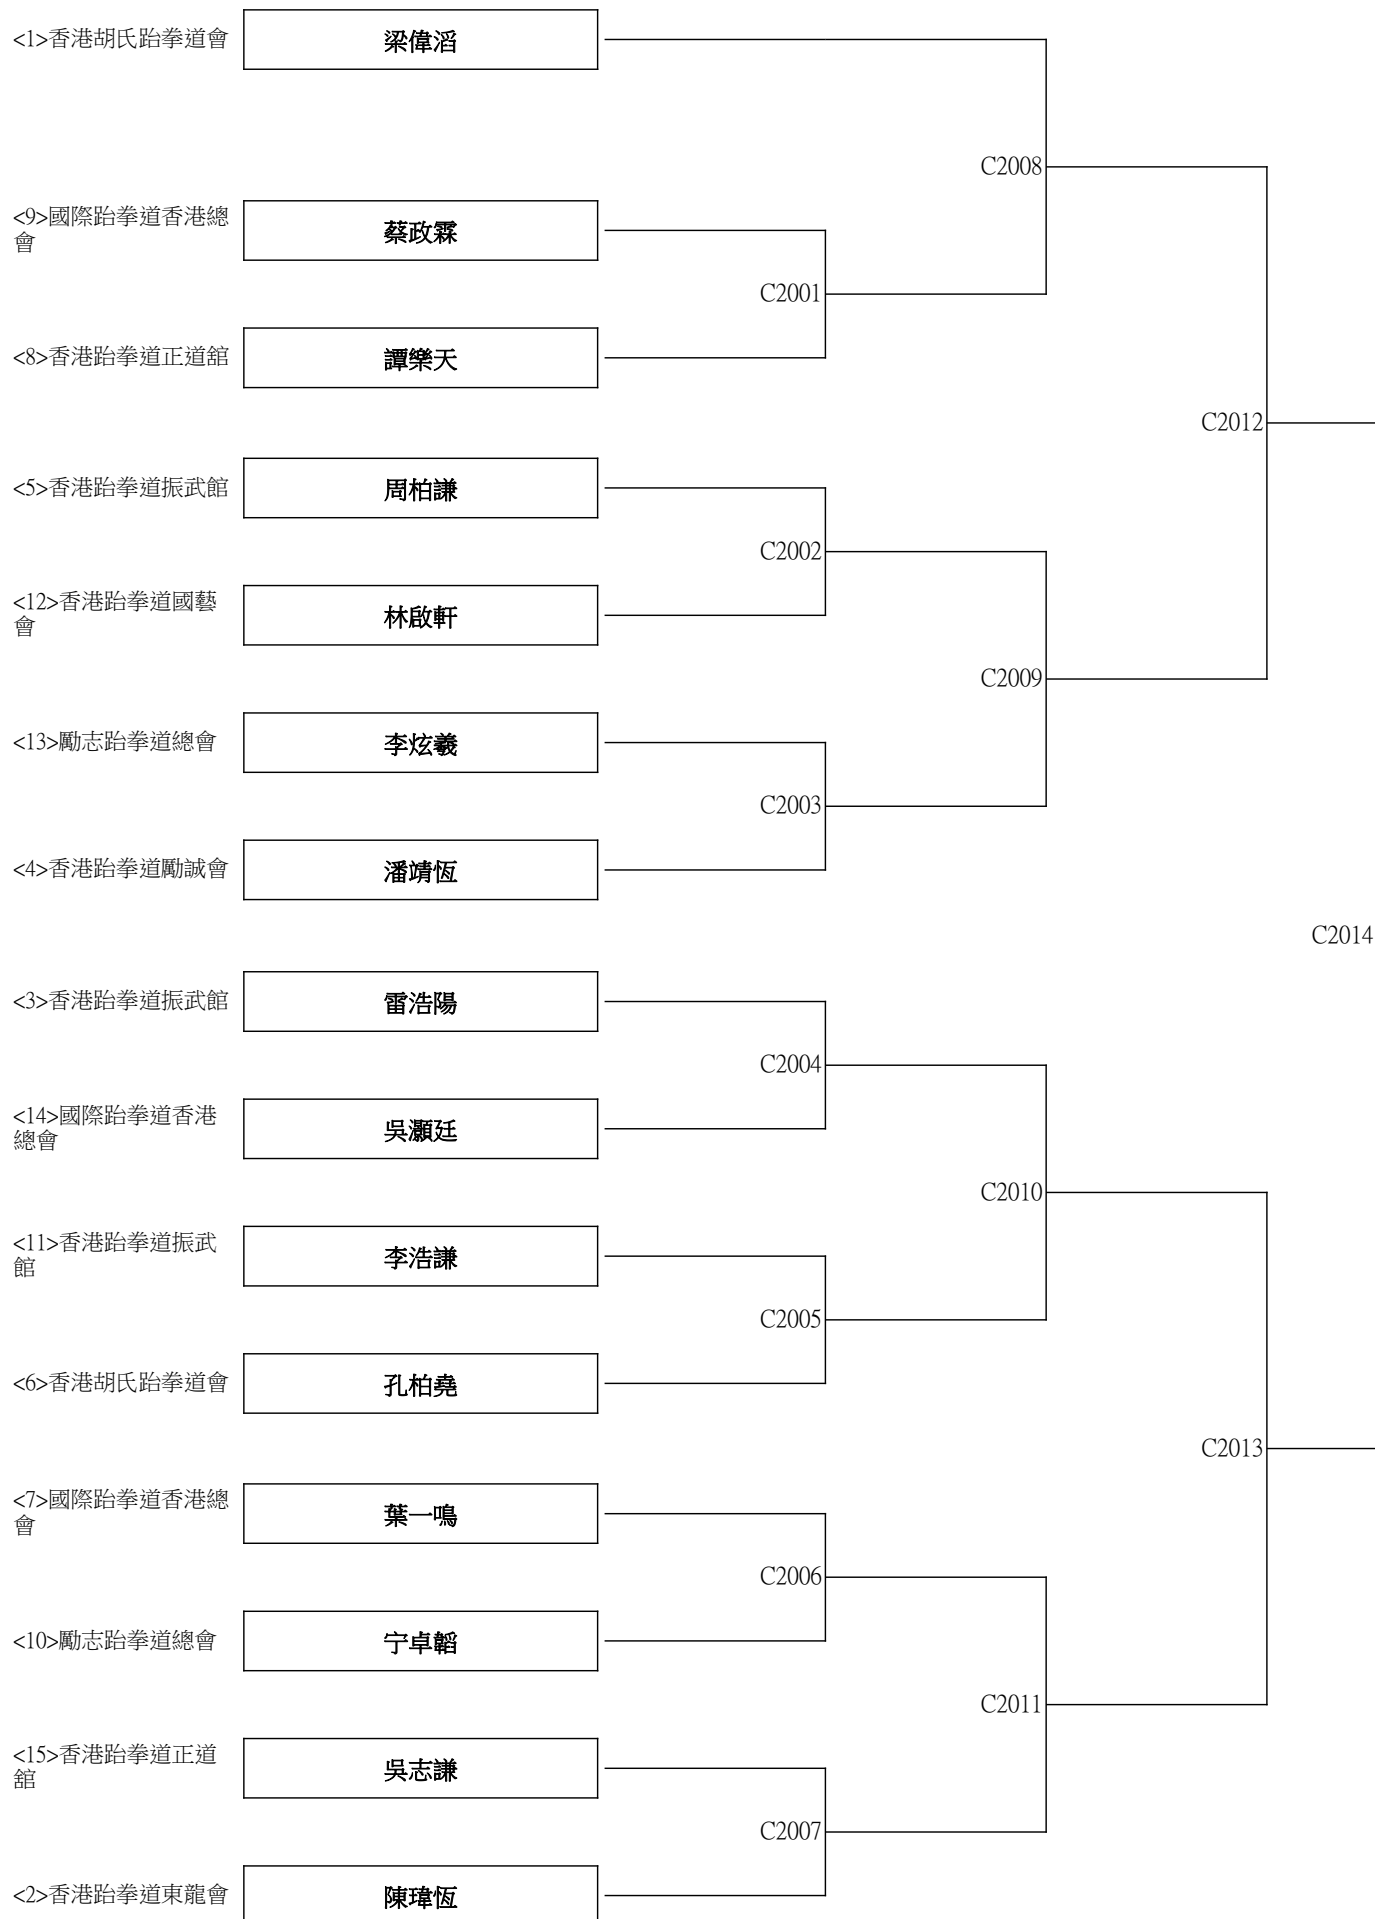 <1>香港胡氏跆拳道會
梁偉滔
C2008
<9>國際跆拳道香港總
會
蔡政霖
C2001
<8>香港跆拳道正道舘
譚樂天
C2012
<5>香港跆拳道振武館
周柏謙
C2002
<12>香港跆拳道國藝
會
林啟軒
C2009
<13>勵志跆拳道總會
李炫羲
C2003
<4>香港跆拳道勵誠會
潘靖恆
C2014
<3>香港跆拳道振武館
雷浩陽
C2004
<14>國際跆拳道香港
總會
吳灝廷
C2010
<11>香港跆拳道振武
館
李浩謙
C2005
<6>香港胡氏跆拳道會
孔柏堯
C2013
<7>國際跆拳道香港總
會
葉一鳴
C2006
<10>勵志跆拳道總會
宁卓韜
C2011
<15>香港跆拳道正道
舘
吳志謙
C2007
<2>香港跆拳道東龍會
陳瑋恆